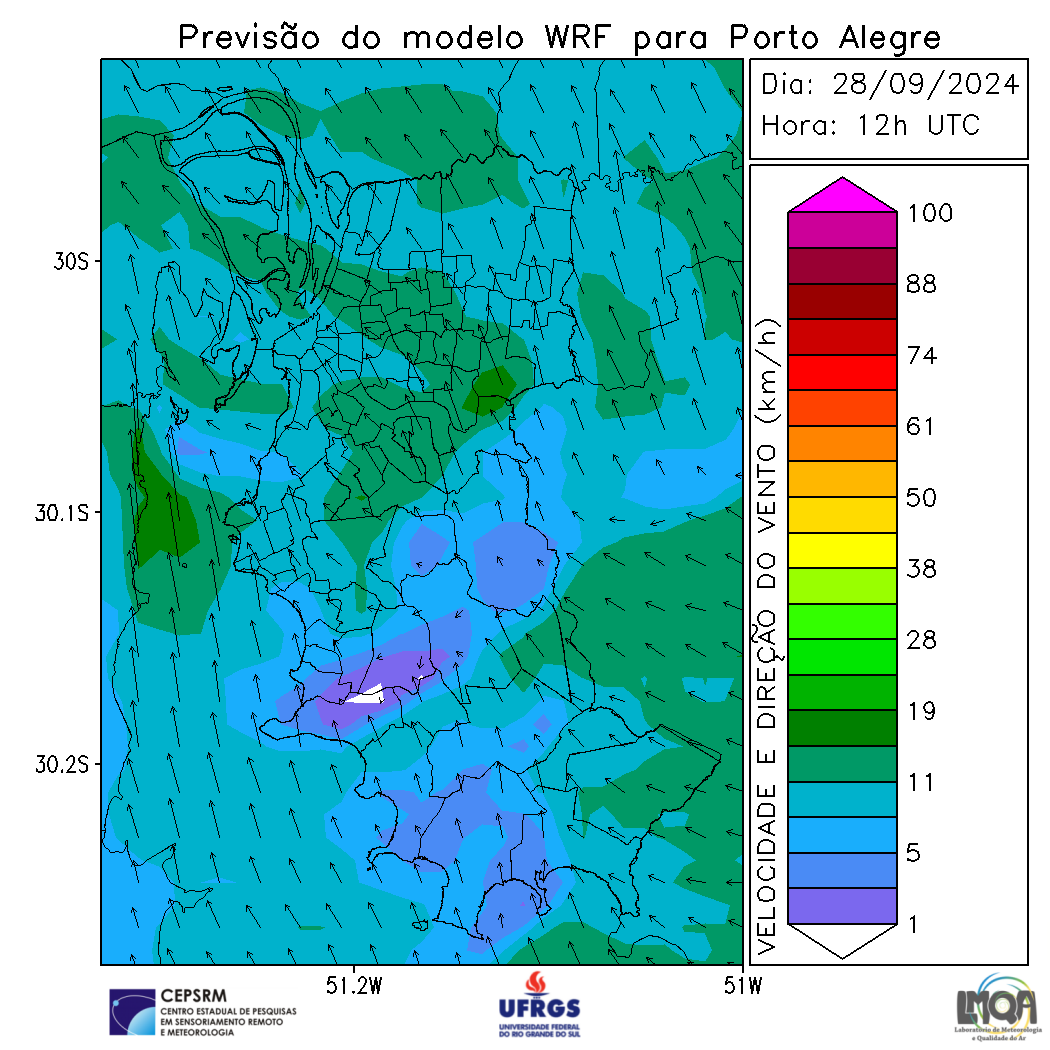 Previsão do modelo WRF para Porto Alegre
Dia: 28/09/2024
Hora: 12h UTC
30S
30.1S
30.2S
51.2W
51W
VELOCIDADE E DIREÇÃO DO VENTO (km/h)
100
88
74
61
50
38
28
19
11
5
1
CEPSRM
CENTRO ESTADUAL DE PESQUISAS
EM SENSORIAMENTO REMOTO
E METEOROLOGIA
UFRGS
UNIVERSIDADE FEDERAL
DO RIO GRANDE DO SUL
LMQA
Laboratório de Meteorologia
e Qualidade do Ar